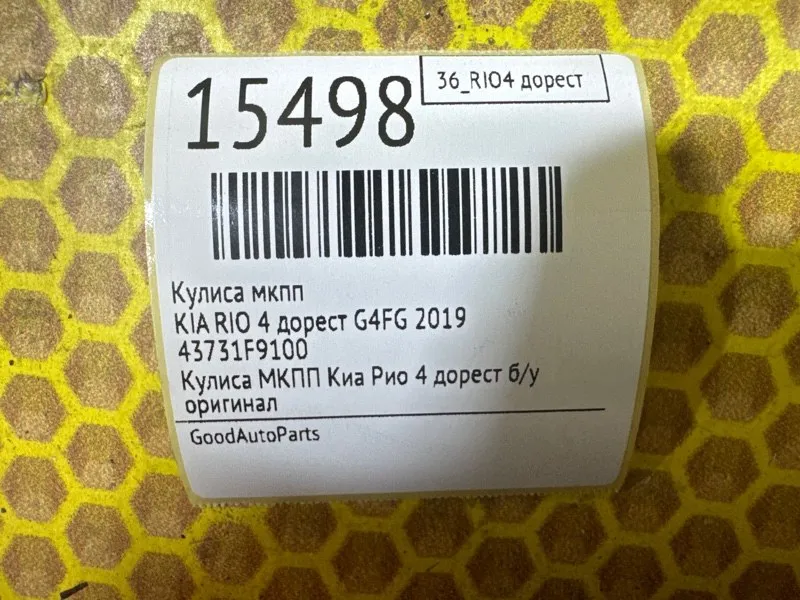 15498
36_RIO4 дорест
Кулиса мкпп
KIA RIO 4 дорест G4FG 2019
43731F9100
Кулиса МКПП Киа Рио 4 дорест б/у
оригинал
GoodAutoParts